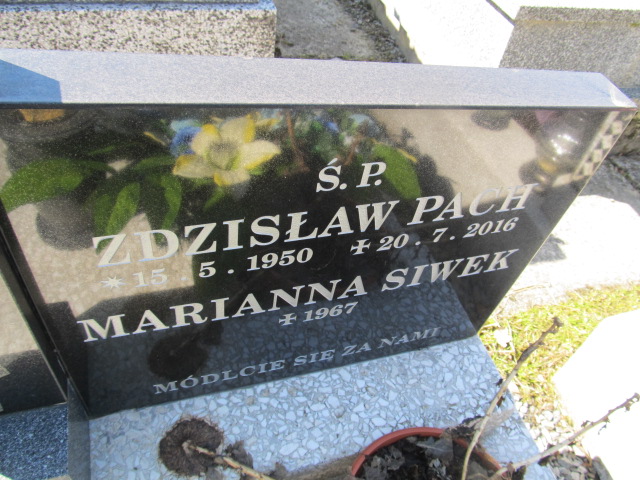 Ś.P.
ZDZISŁAW PACH
* 15 . 5 . 1950 ✝ 20 . 7 . 2016
MARIANNA SIWEK
✝ 1967
MÓDLCIE SIĘ ZA NAMI